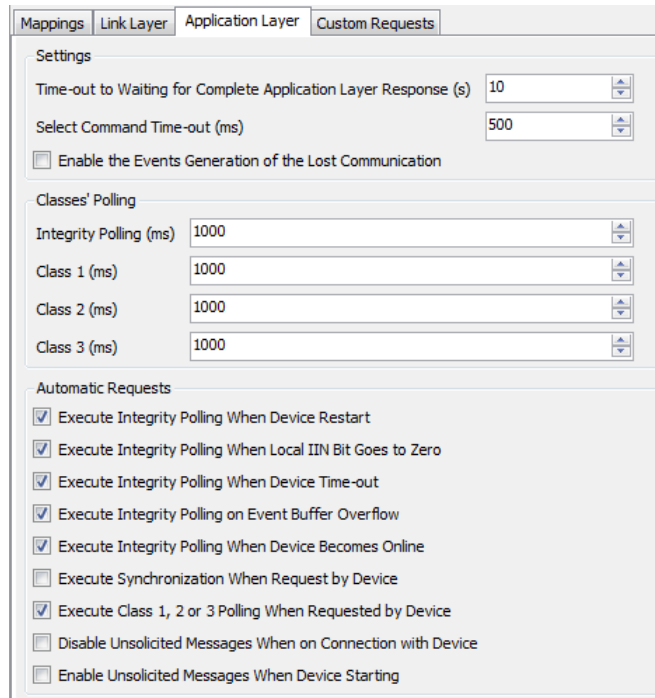 Mappings Link Layer Application Layer Custom Requests
Settings
Time-out to Waiting for Complete Application Layer Response (s) 10
Select Command Time-out (ms) 500
Enable the Events Generation of the Lost Communication
Classes' Polling
Integrity Polling (ms) 1000
Class 1 (ms) 1000
Class 2 (ms) 1000
Class 3 (ms) 1000
Automatic Requests
Execute Integrity Polling When Device Restart
Execute Integrity Polling When Local IIN Bit Goes to Zero
Execute Integrity Polling When Device Time-out
Execute Integrity Polling on Event Buffer Overflow
Execute Integrity Polling When Device Becomes Online
Execute Synchronization When Request by Device
Execute Class 1, 2 or 3 Polling When Requested by Device
Disable Unsolicited Messages When on Connection with Device
Enable Unsolicited Messages When Device Starting